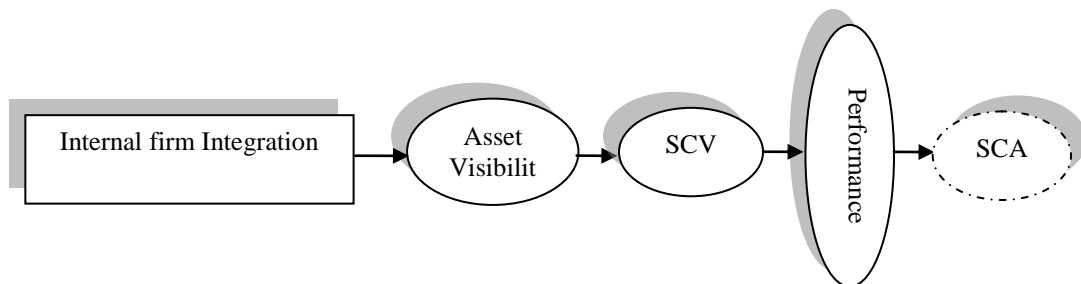 Internal firm Integration
Asset
Visibilit
SCV
Performance
SCA